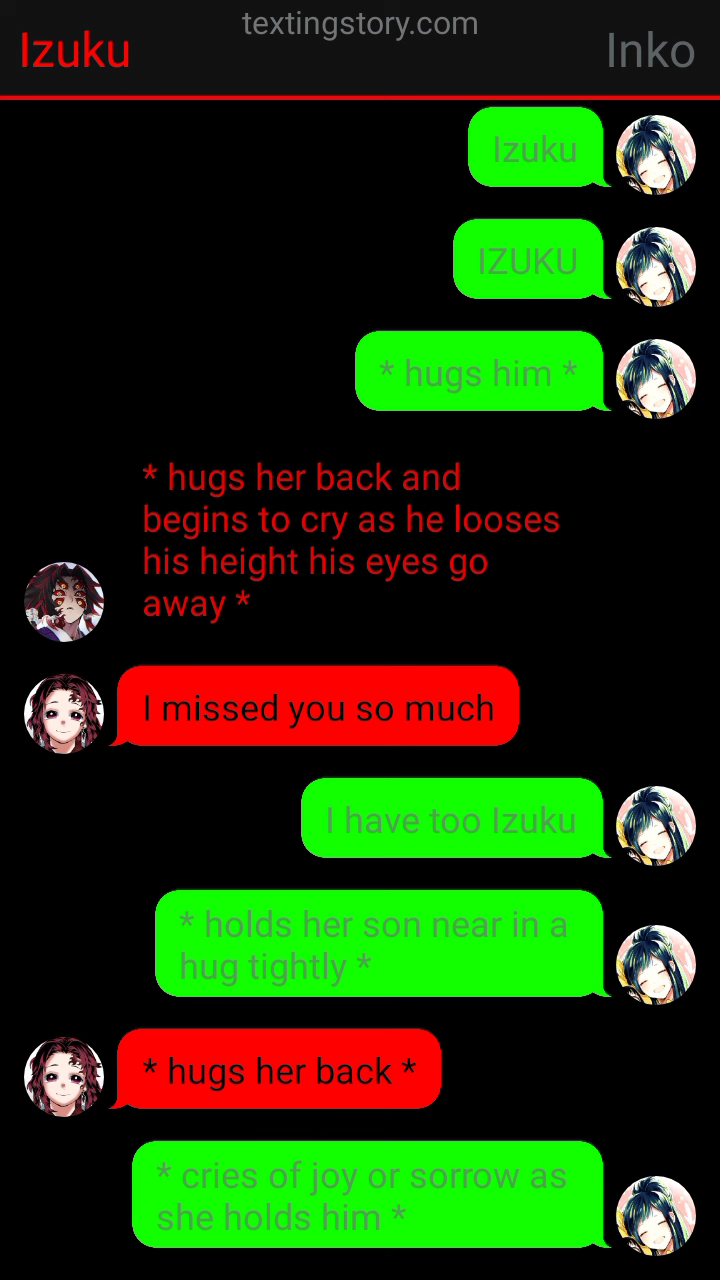 textingstory.com
Izuku
Inko
Izuku
IZUKU
* hugs him *
* hugs her back and
begins to cry as he looses
his height his eyes go
away *
I missed you so much
I have too Izuku
* holds her son near in a
hug tightly *
* hugs her back *
* cries of joy or sorrow as
she holds him *